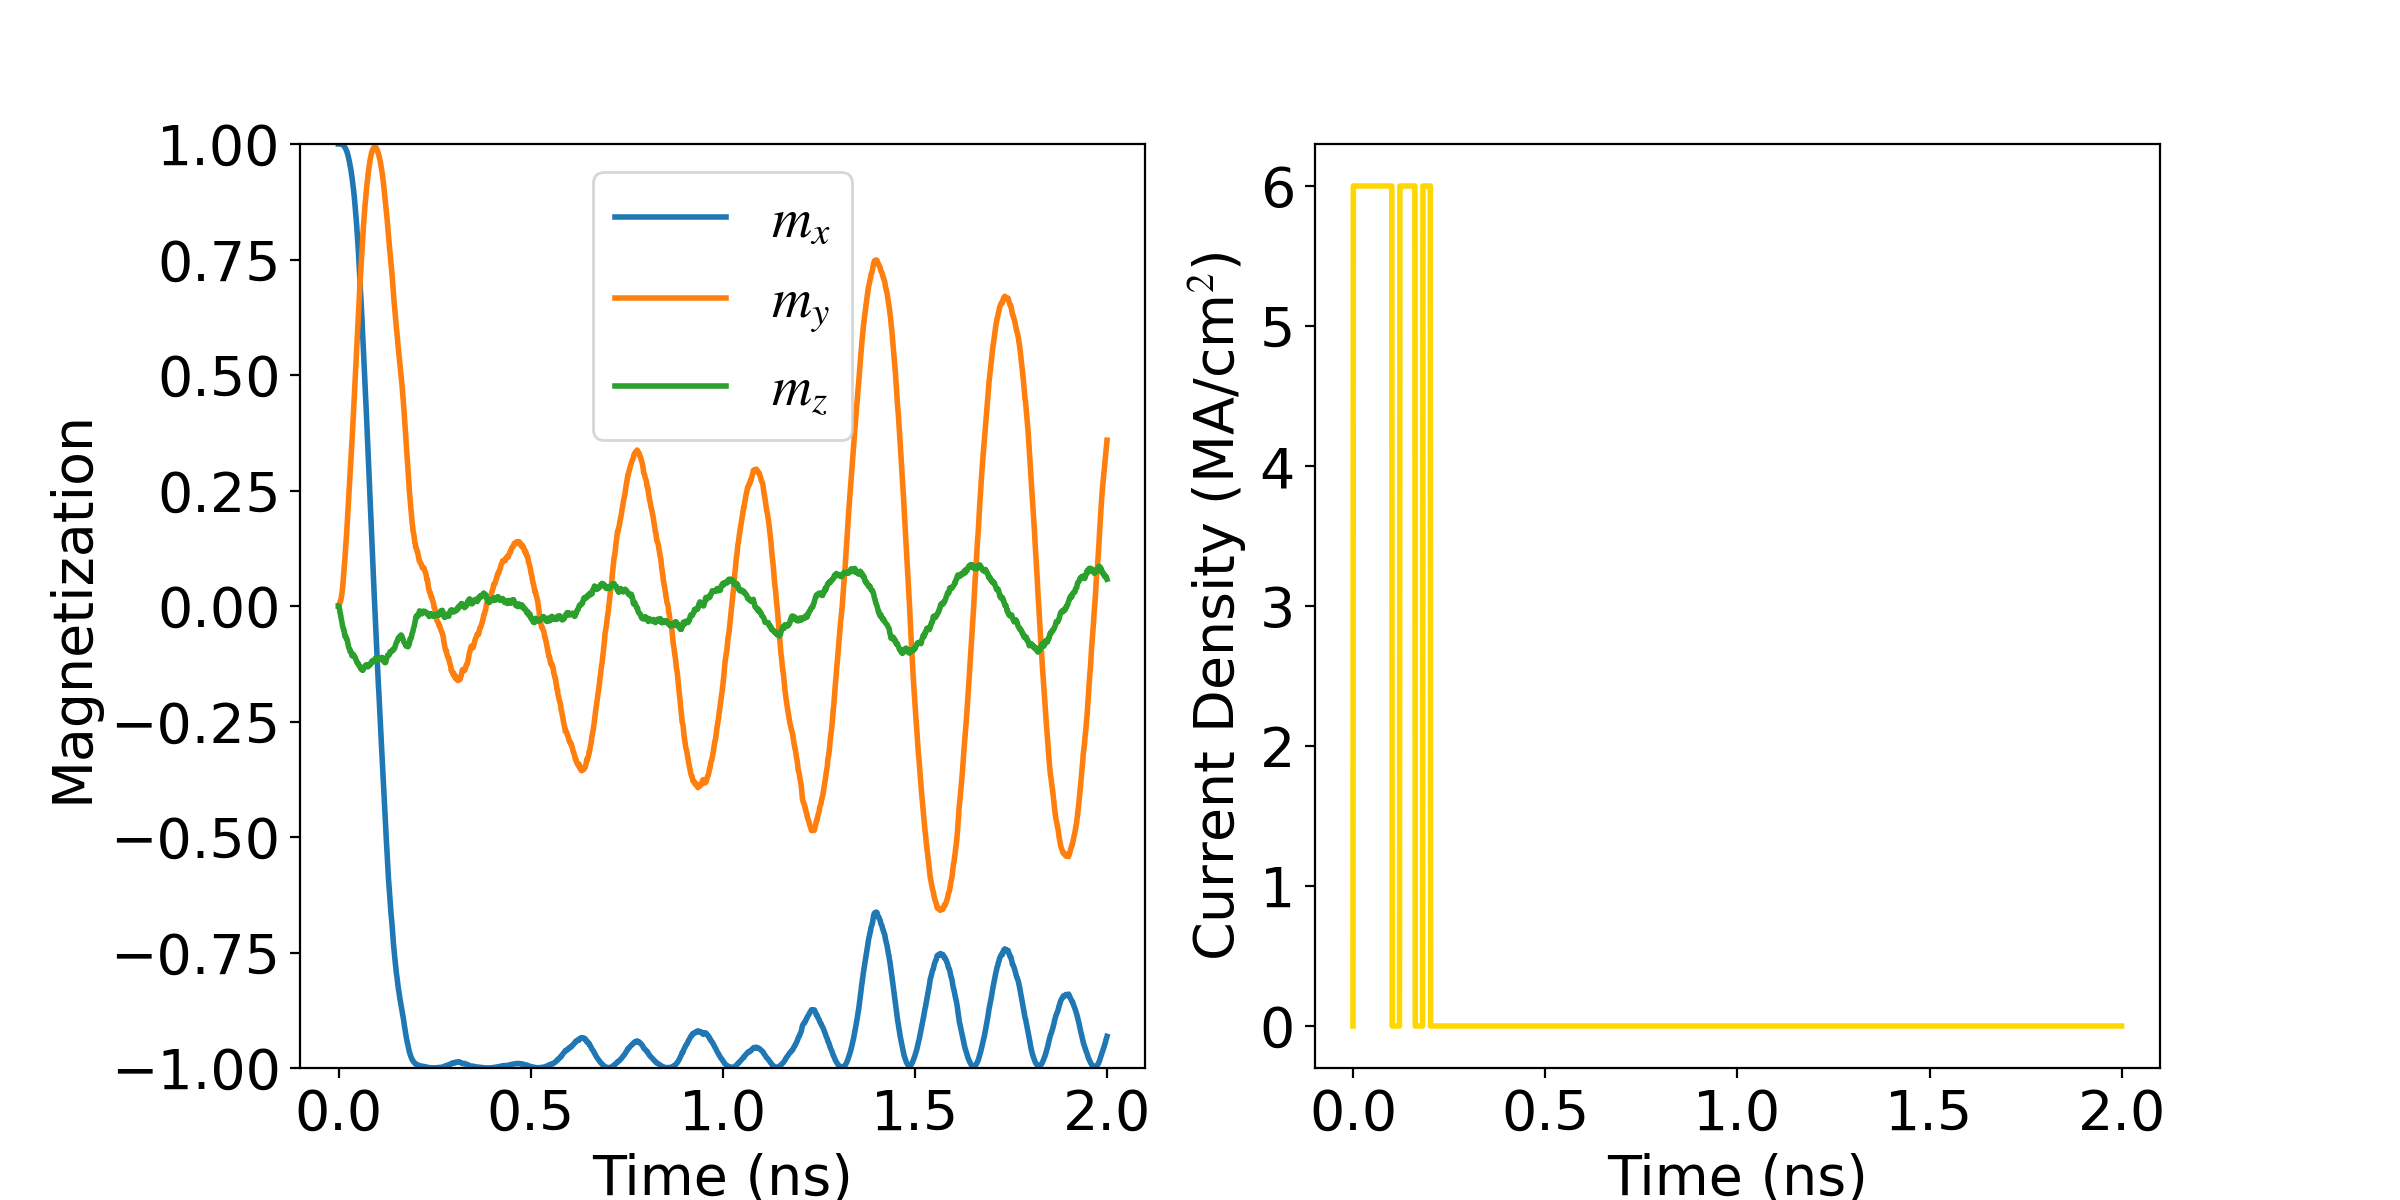 Magnetization
1.00
0.75
0.50
0.25
0.00
−0.25
−0.50
−0.75
−1.00
0.0 0.5 1.0 1.5 2.0
Time (ns)
m_x
m_y
m_z
Current Density (MA/cm²)
6
5
4
3
2
1
0
0.0 0.5 1.0 1.5 2.0
Time (ns)